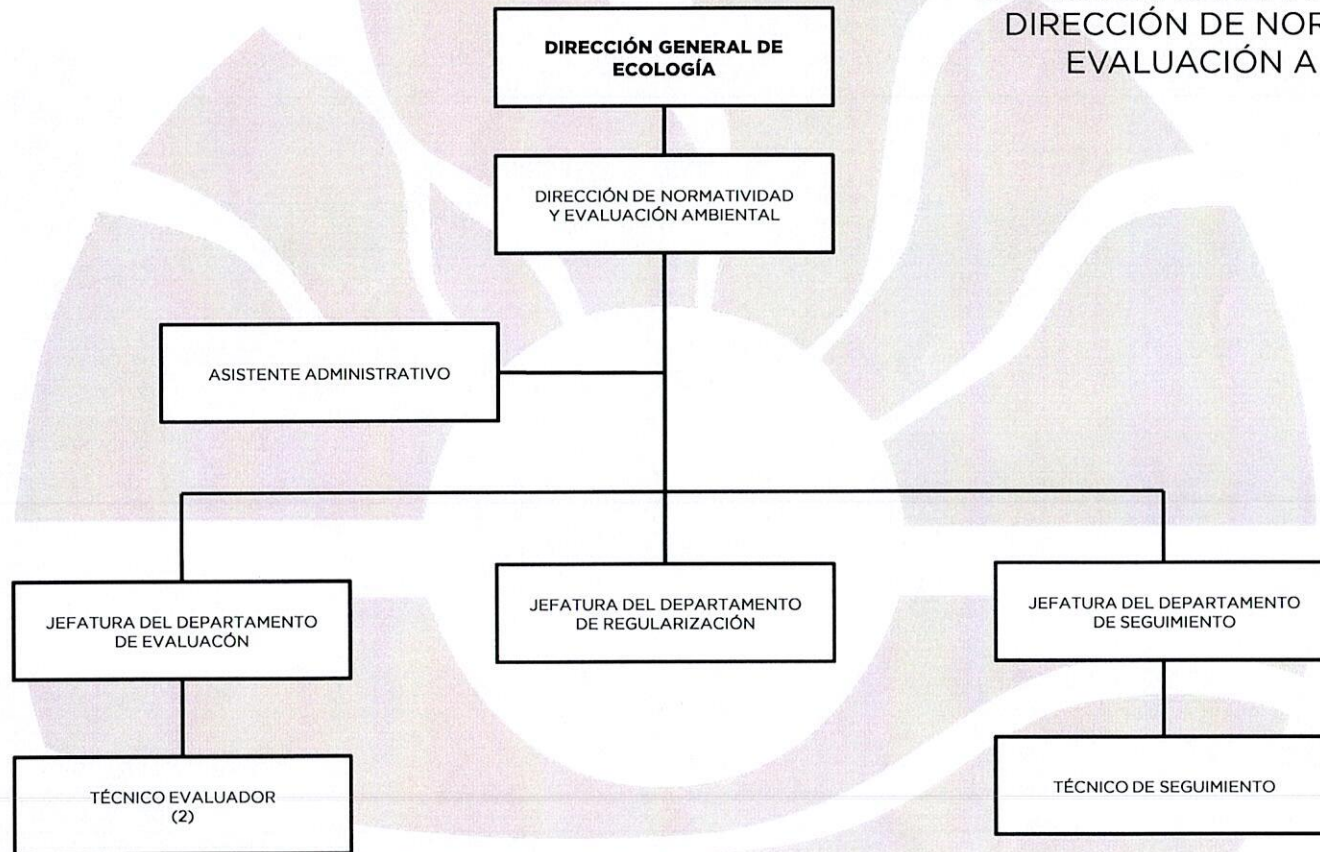 DIRECCIÓN DE NOR
EVALUACIÓN A
DIRECCIÓN GENERAL DE
ECOLOGÍA
DIRECCIÓN DE NORMATIVIDAD
Y EVALUACIÓN AMBIENTAL
ASISTENTE ADMINISTRATIVO
JEFATURA DEL DEPARTAMENTO
DE EVALUACÓN
JEFATURA DEL DEPARTAMENTO
DE REGULARIZACIÓN
JEFATURA DEL DEPARTAMENTO
DE SEGUIMIENTO
TÉCNICO EVALUADOR
(2)
TÉCNICO DE SEGUIMIENTO